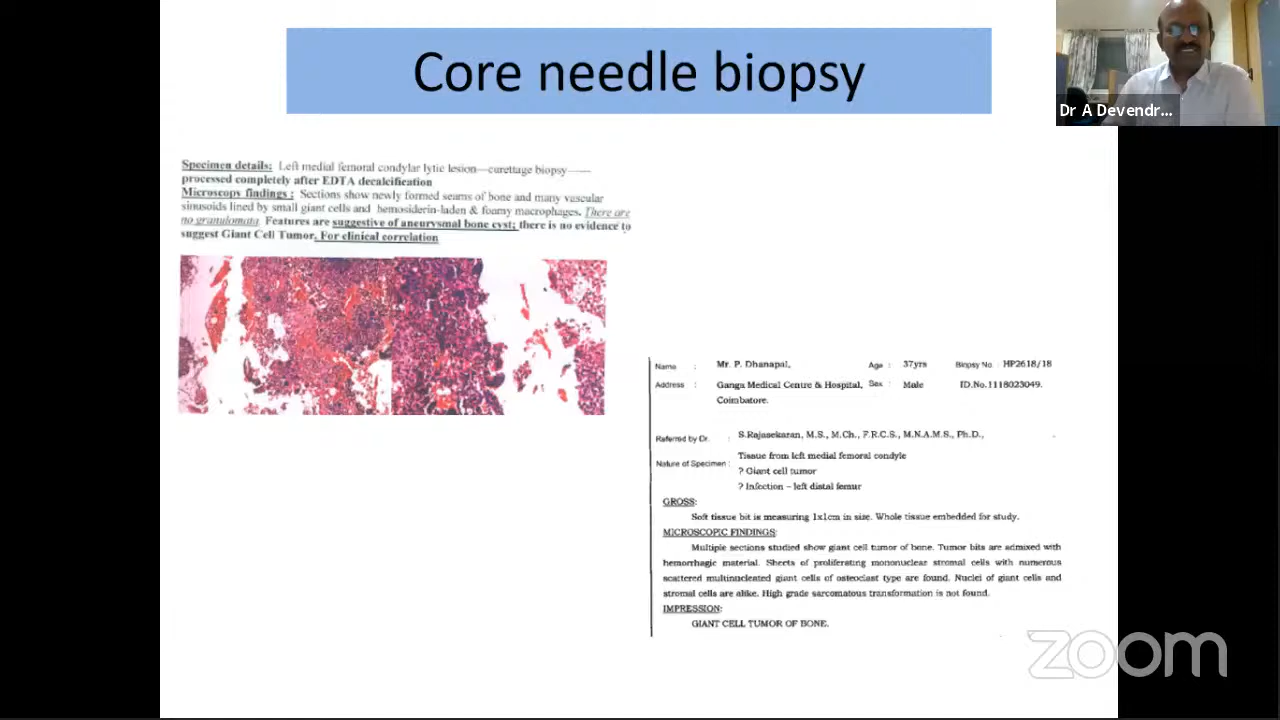 Core needle biopsy
Dr A Devendr...
Specimen details: Left medial femoral condylar lytic lesion—curettage biopsy——
processed completely after EDTA decalcification
Microscopy findings : Sections show newly formed seams of bone and many vascular
sinusoids lined by small giant cells and hemosiderin-laden & foamy macrophages. There are
no granulomata. Features are suggestive of aneurysmal bone cyst; there is no evidence to
suggest Giant Cell Tumor. For clinical correlation
Name : Mr. P. Dhanapal, Age : 37yrs Biopsy No : HP2618/18
Address : Ganga Medical Centre & Hospital, Sex : Male ID.No.1118023049.
Coimbatore.
Referred by Dr. : S.Rajasekaran, M.S., M.Ch., F.R.C.S., M.N.A.M.S., Ph.D.,
Nature of Specimen : Tissue from left medial femoral condyle
? Giant cell tumor
? Infection – left distal femur
GROSS:
Soft tissue bit is measuring 1x1cm in size. Whole tissue embedded for study.
MICROSCOPIC FINDINGS:
Multiple sections studied show giant cell tumor of bone. Tumor bits are admixed with
hemorrhagic material. Sheets of proliferating mononuclear stromal cells with numerous
scattered multinucleated giant cells of osteoclast type are found. Nuclei of giant cells and
stromal cells are alike. High grade sarcomatous transformation is not found.
IMPRESSION:
GIANT CELL TUMOR OF BONE.
zoom